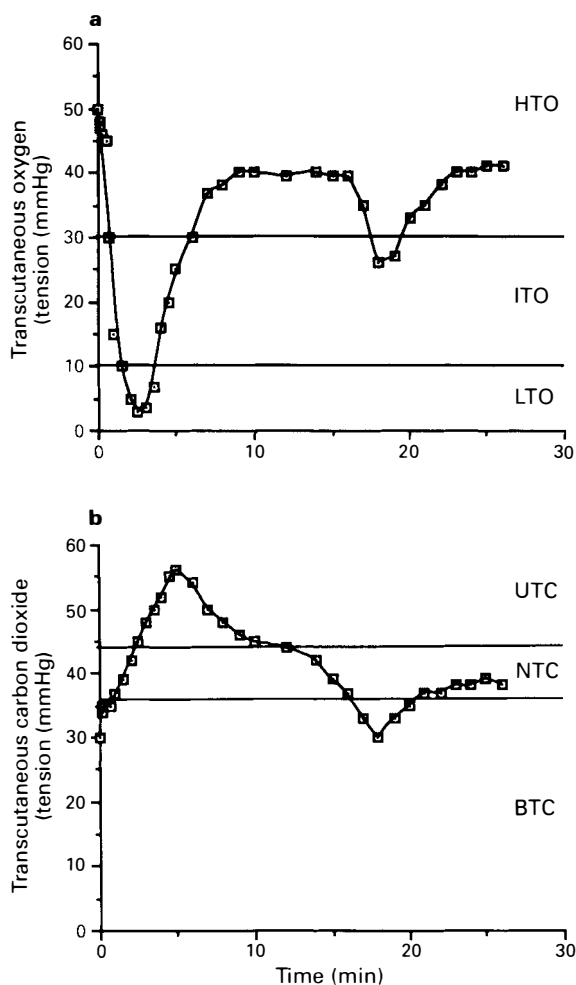 a
60
50
40
30
20
10
0
Transcutaneous oxygen
(tension (mmHg)
HTO
ITO
LTO
0 10 20 30
b
60
50
40
30
20
10
0
Transcutaneous carbon dioxide
(tension (mmHg)
UTC
NTC
BTC
0 10 20 30
Time (min)